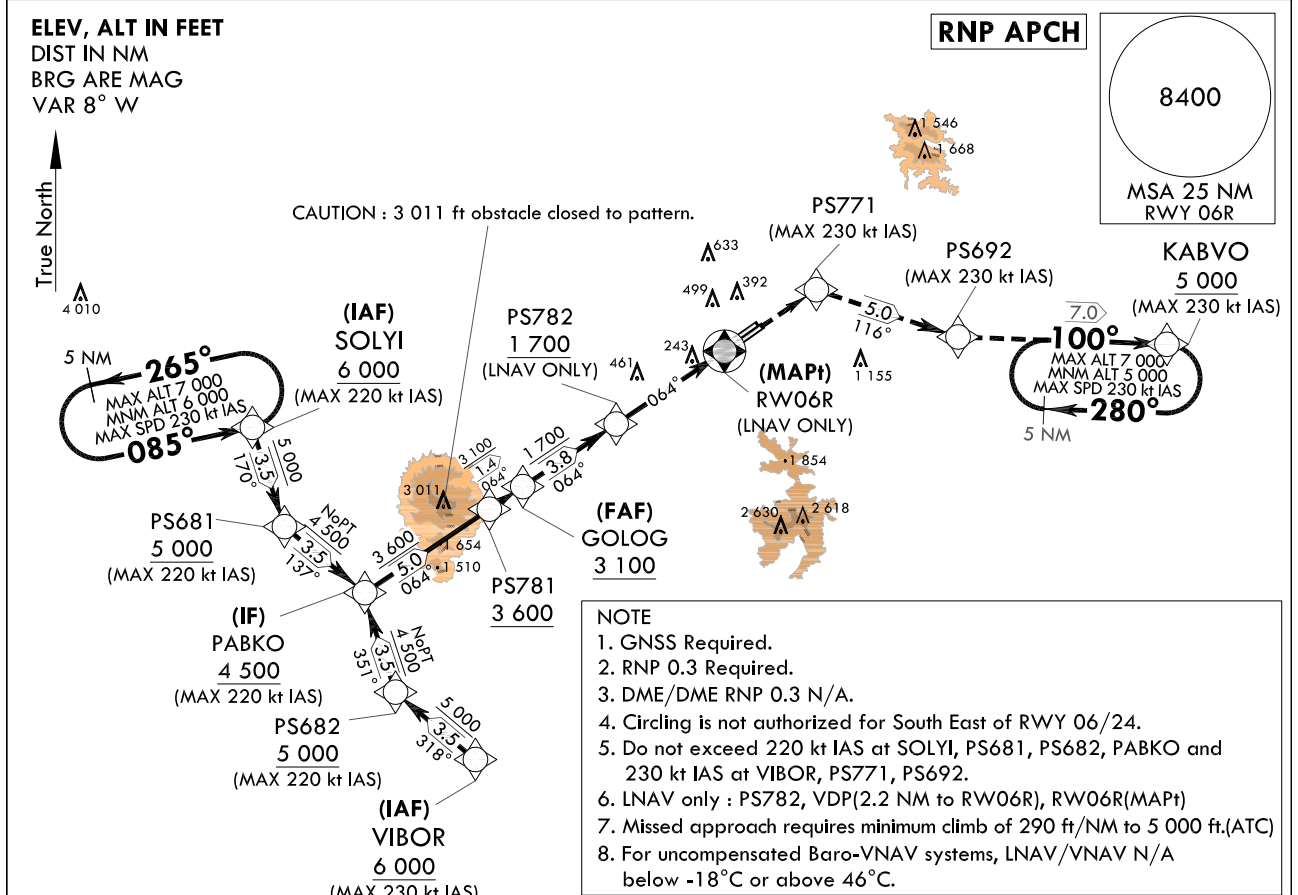 ELEV, ALT IN FEET
DIST IN NM
BRG ARE MAG
VAR 8° W
True North
RNP APCH
8400
MSA 25 NM
RWY 06R
1 546
1 668
CAUTION : 3 011 ft obstacle closed to pattern.
PS771
(MAX 230 kt IAS)
PS692
(MAX 230 kt IAS)
KABVO
5 000
(MAX 230 kt IAS)
4 010
633
499
392
243
461
1 155
5.0
116°
7.0
100°
MAX ALT 7 000
MNM ALT 5 000
MAX SPD 230 kt IAS
280°
5 NM
(IAF)
SOLYI
6 000
(MAX 220 kt IAS)
5 NM
265°
MAX ALT 7 000
MNM ALT 6 000
MAX SPD 230 kt IAS
085°
PS782
1 700
(LNAV ONLY)
064°
(MAPt)
RW06R
(LNAV ONLY)
5 000
3.5
170°
PS681
5 000
(MAX 220 kt IAS)
NoPT
4 500
3.5
137°
3 011
1 654
1 510
3 100
1.4
064°
1 700
3.8
064°
3 600
5.0
064°
(FAF)
GOLOG
3 100
PS781
3 600
1 854
2 630
2 618
(IF)
PABKO
4 500
(MAX 220 kt IAS)
NoPT
4 500
3.5
351°
PS682
5 000
(MAX 220 kt IAS)
5 000
3.5
318°
(IAF)
VIBOR
6 000
(MAX 230 kt IAS)
NOTE
1. GNSS Required.
2. RNP 0.3 Required.
3. DME/DME RNP 0.3 N/A.
4. Circling is not authorized for South East of RWY 06/24.
5. Do not exceed 220 kt IAS at SOLYI, PS681, PS682, PABKO and
230 kt IAS at VIBOR, PS771, PS692.
6. LNAV only : PS782, VDP(2.2 NM to RW06R), RW06R(MAPt)
7. Missed approach requires minimum climb of 290 ft/NM to 5 000 ft.(ATC)
8. For uncompensated Baro-VNAV systems, LNAV/VNAV N/A
below -18°C or above 46°C.